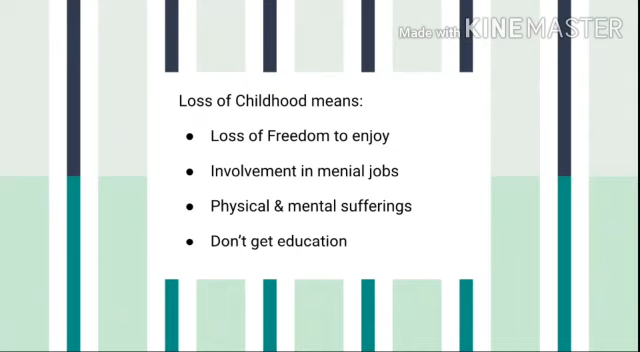 Made with KINEMASTER
Loss of Childhood means:
● Loss of Freedom to enjoy
● Involvement in menial jobs
● Physical & mental sufferings
● Don't get education